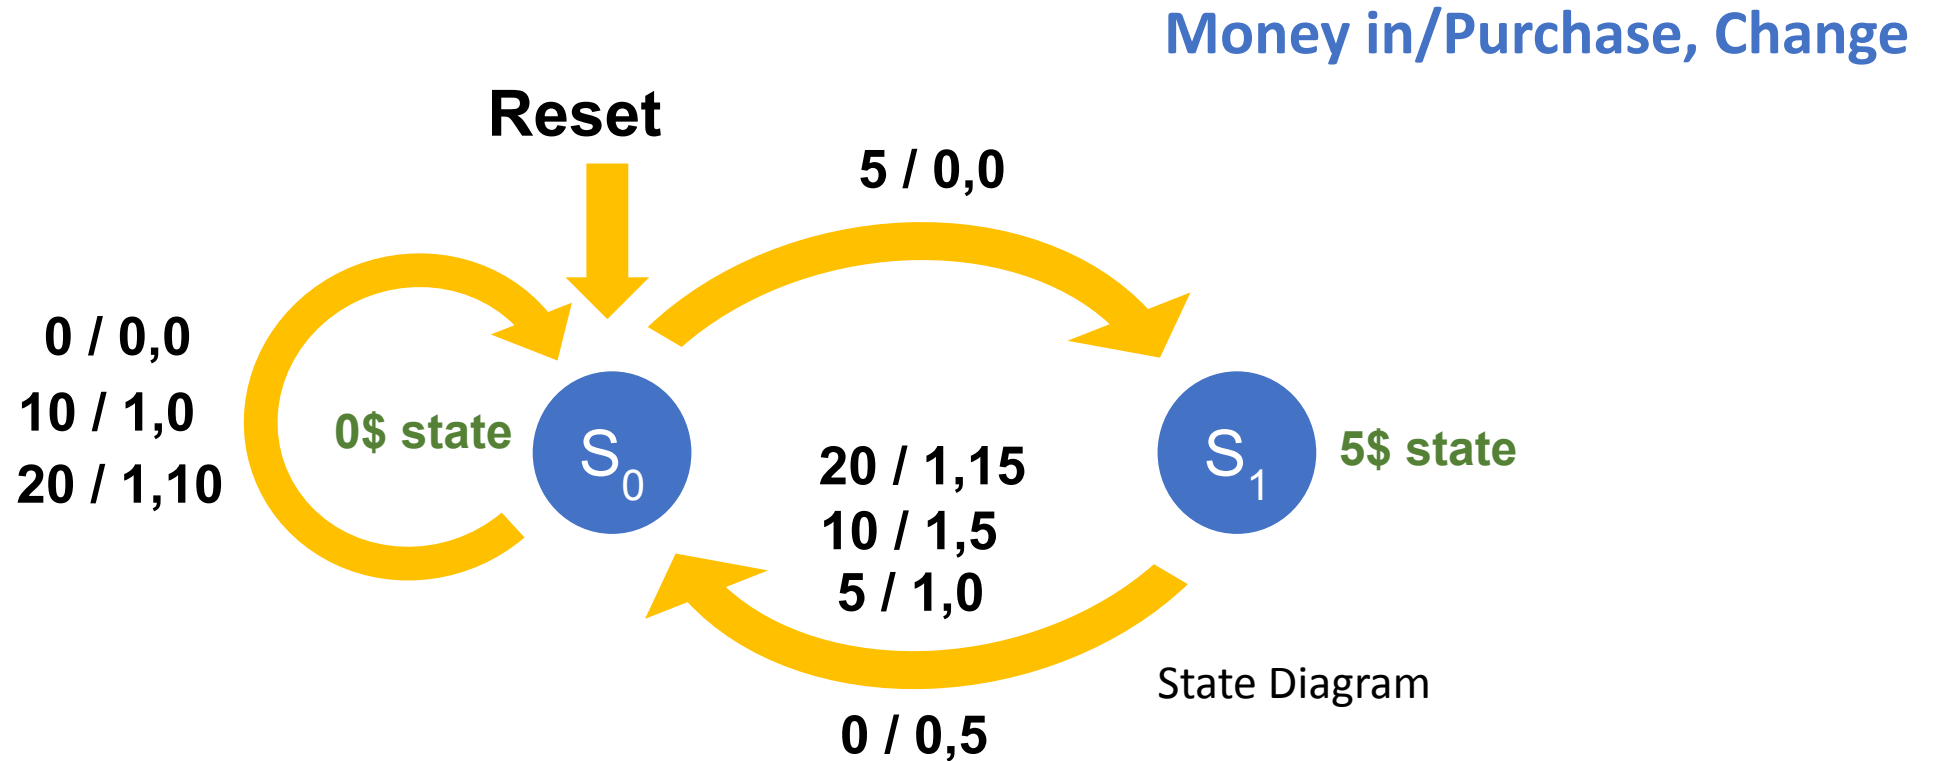 Money in/Purchase, Change
Reset
5 / 0,0
0 / 0,0
10 / 1,0
20 / 1,10
0$ state
S0
20 / 1,15
10 / 1,5
5 / 1,0
S1
5$ state
State Diagram
0 / 0,5